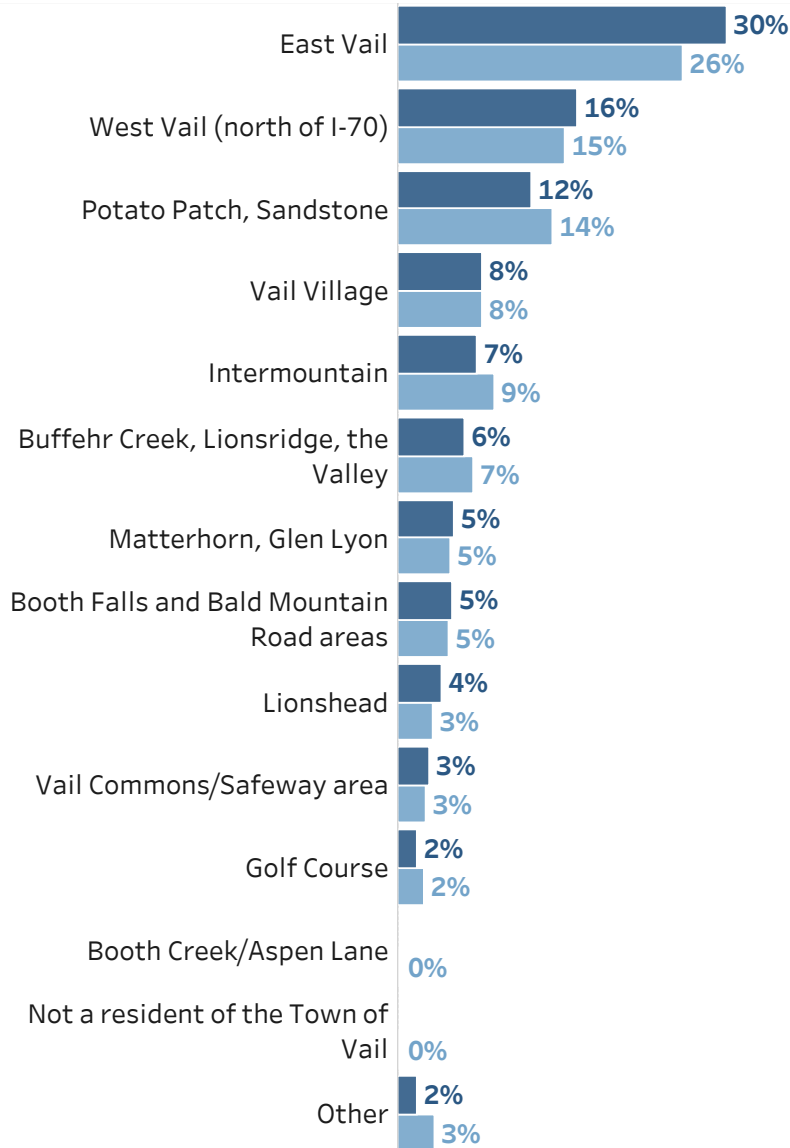 30%
East Vail
26%
16%
West Vail (north of I-70)
15%
12%
Potato Patch, Sandstone
14%
8%
Vail Village
8%
7%
Intermountain
9%
6%
Buffehr Creek, Lionsridge, the
Valley
7%
5%
Matterhorn, Glen Lyon
5%
5%
Booth Falls and Bald Mountain
Road areas
5%
4%
Lionshead
3%
3%
Vail Commons/Safeway area
3%
2%
Golf Course
2%
Booth Creek/Aspen Lane
0%
Not a resident of the Town of
Vail
0%
2%
Other
3%